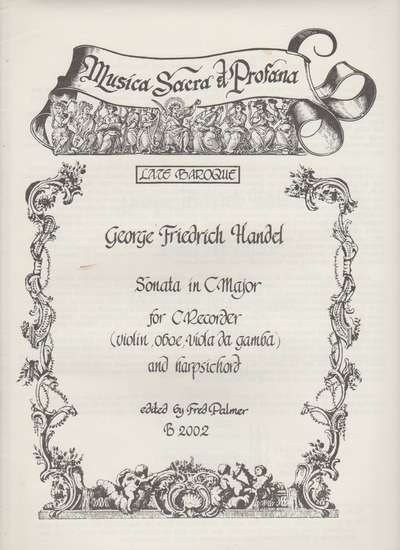 Musica Sacra et Profana
LATE BAROQUE
George Friedrich Handel
Sonata in C Major
for C Recorder
(violin, oboe, viola da gamba)
and harpsichord
edited by Fred Palmer
B 2002